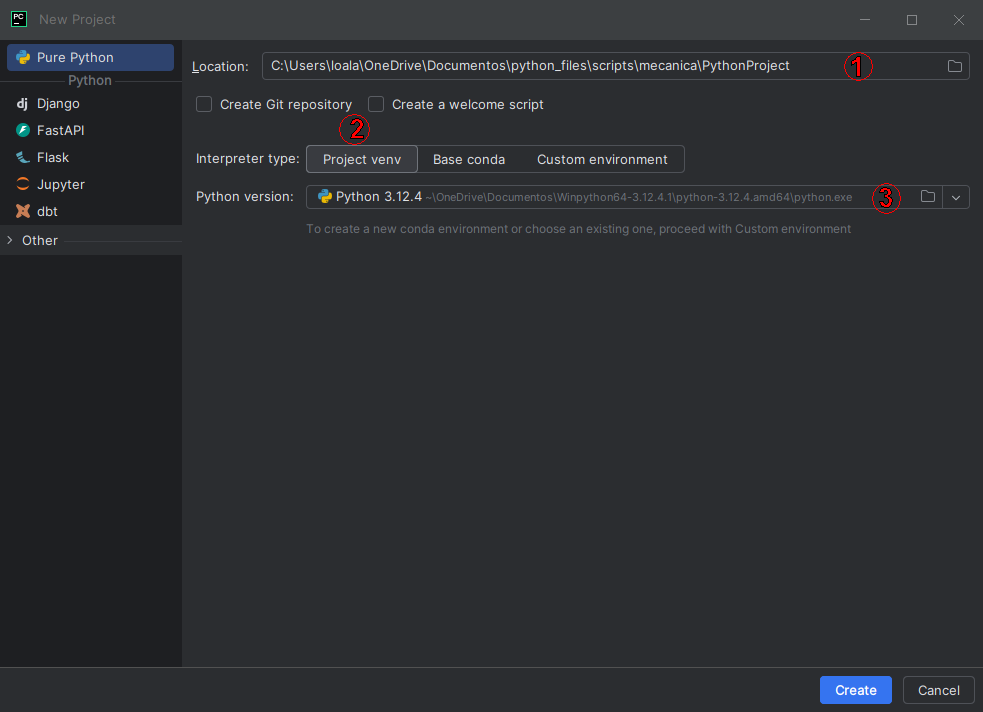 PC New Project
Pure Python
Python
dj Django
FastAPI
Flask
Jupyter
dbt
Other
Location: C:\Users\loala\OneDrive\Documentos\python_files\scripts\mecanica\PythonProject 1
Create Git repository Create a welcome script
2
Interpreter type: Project venv Base conda Custom environment
Python version: Python 3.12.4 ~\OneDrive\Documentos\Winpython64-3.12.4.1\python-3.12.4.amd64\python.exe 3
To create a new conda environment or choose an existing one, proceed with Custom environment
Create Cancel